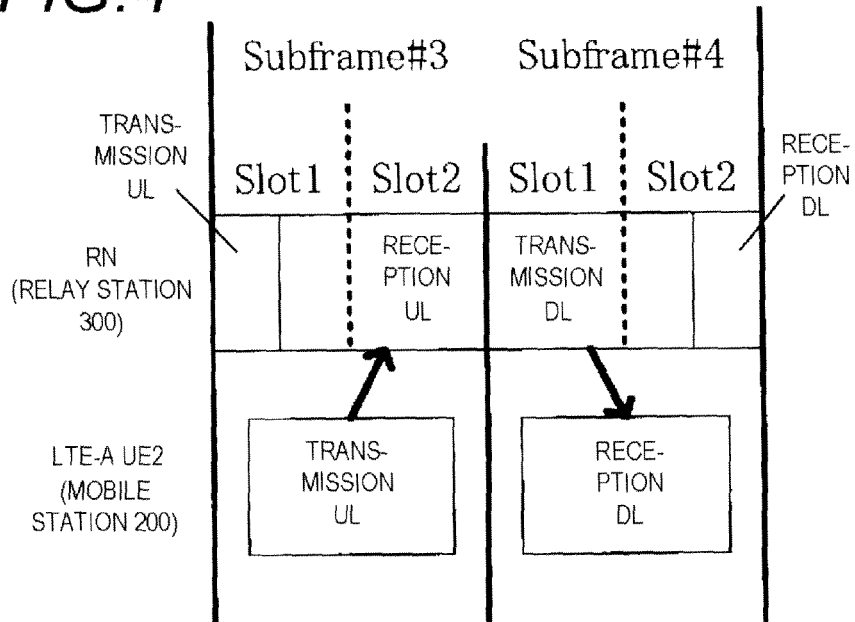 FIG.4
Subframe#3
Subframe#4
TRANS-
MISSION
UL
Slot1
Slot2
Slot1
Slot2
RECE-
PTION
DL
RN
(RELAY STATION
300)
RECE-
PTION
UL
TRANS-
MISSION
DL
LTE-A UE2
(MOBILE
STATION 200)
TRANS-
MISSION
UL
RECE-
PTION
DL